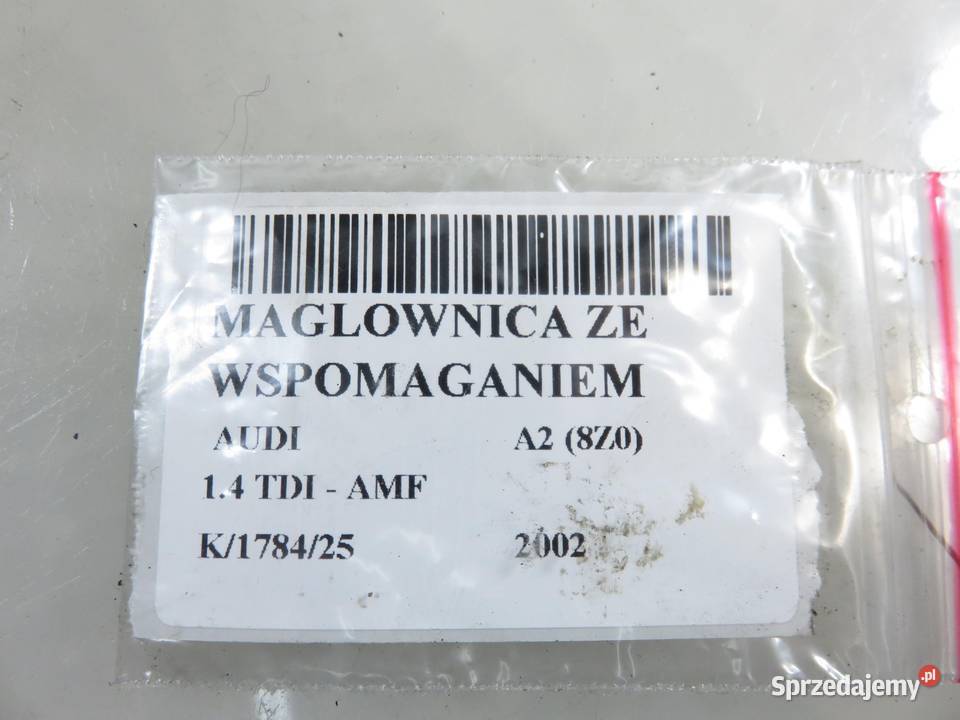 MAGLOWNICA ZE
WSPOMAGANIEM
AUDI A2 (8Z0)
1.4 TDI - AMF
K/1784/25 2002
Sprzedajemy.pl